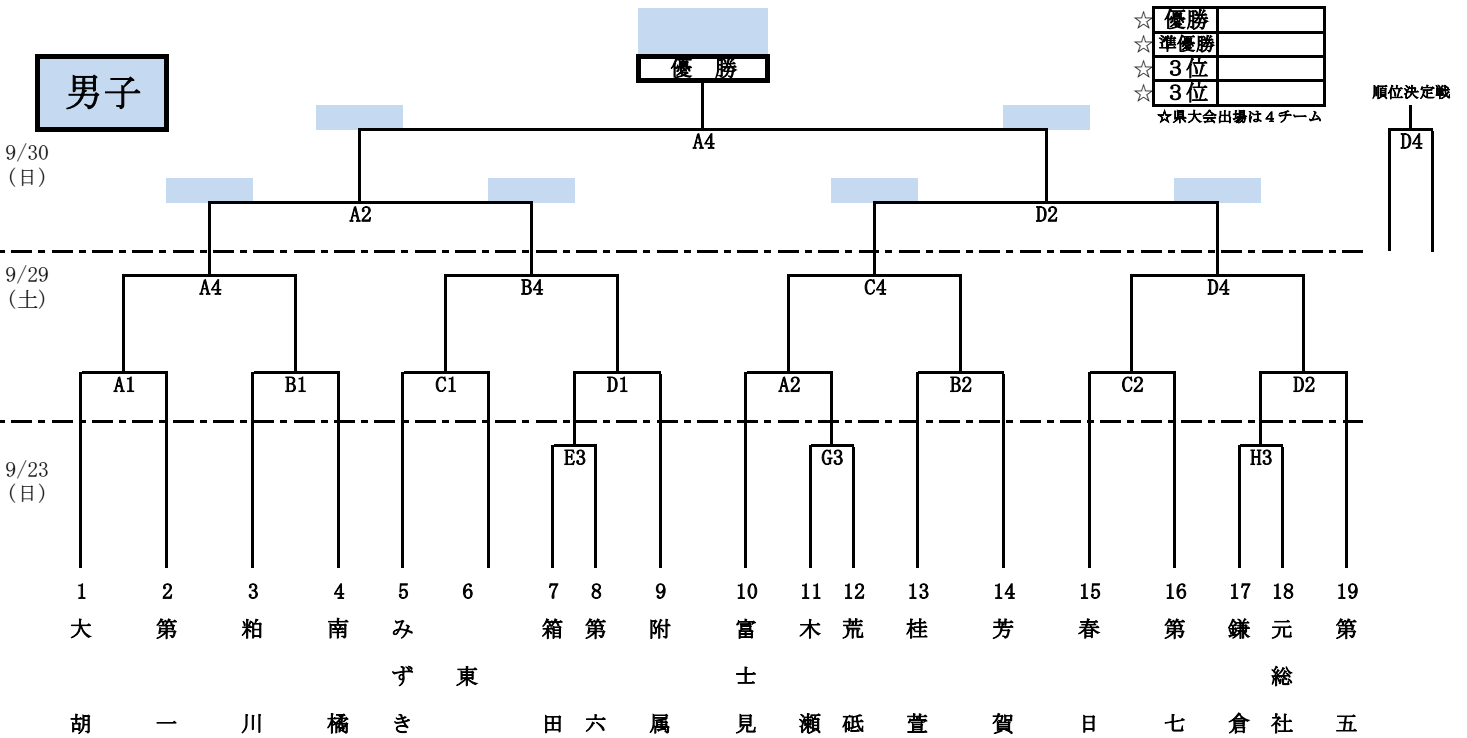 男子
優 勝
☆ 優勝
☆ 準優勝
☆ 3位
☆ 3位
☆県大会出場は4チーム
順位決定戦
D4
A4
9/30
(日)
A2 D2
9/29
(土)
A4 B4 C4 D4
A1 B1 C1 D1 A2 B2 C2 D2
9/23
(日)
E3 G3 H3
1 2 3 4 5 6 7 8 9 10 11 12 13 14 15 16 17 18 19
大胡
第一
粕川
南橘
みずき
東
箱田
第六
附属
富士見
木瀬
荒砥
桂萱
芳賀
春日
第七
鎌倉
元総社
第五